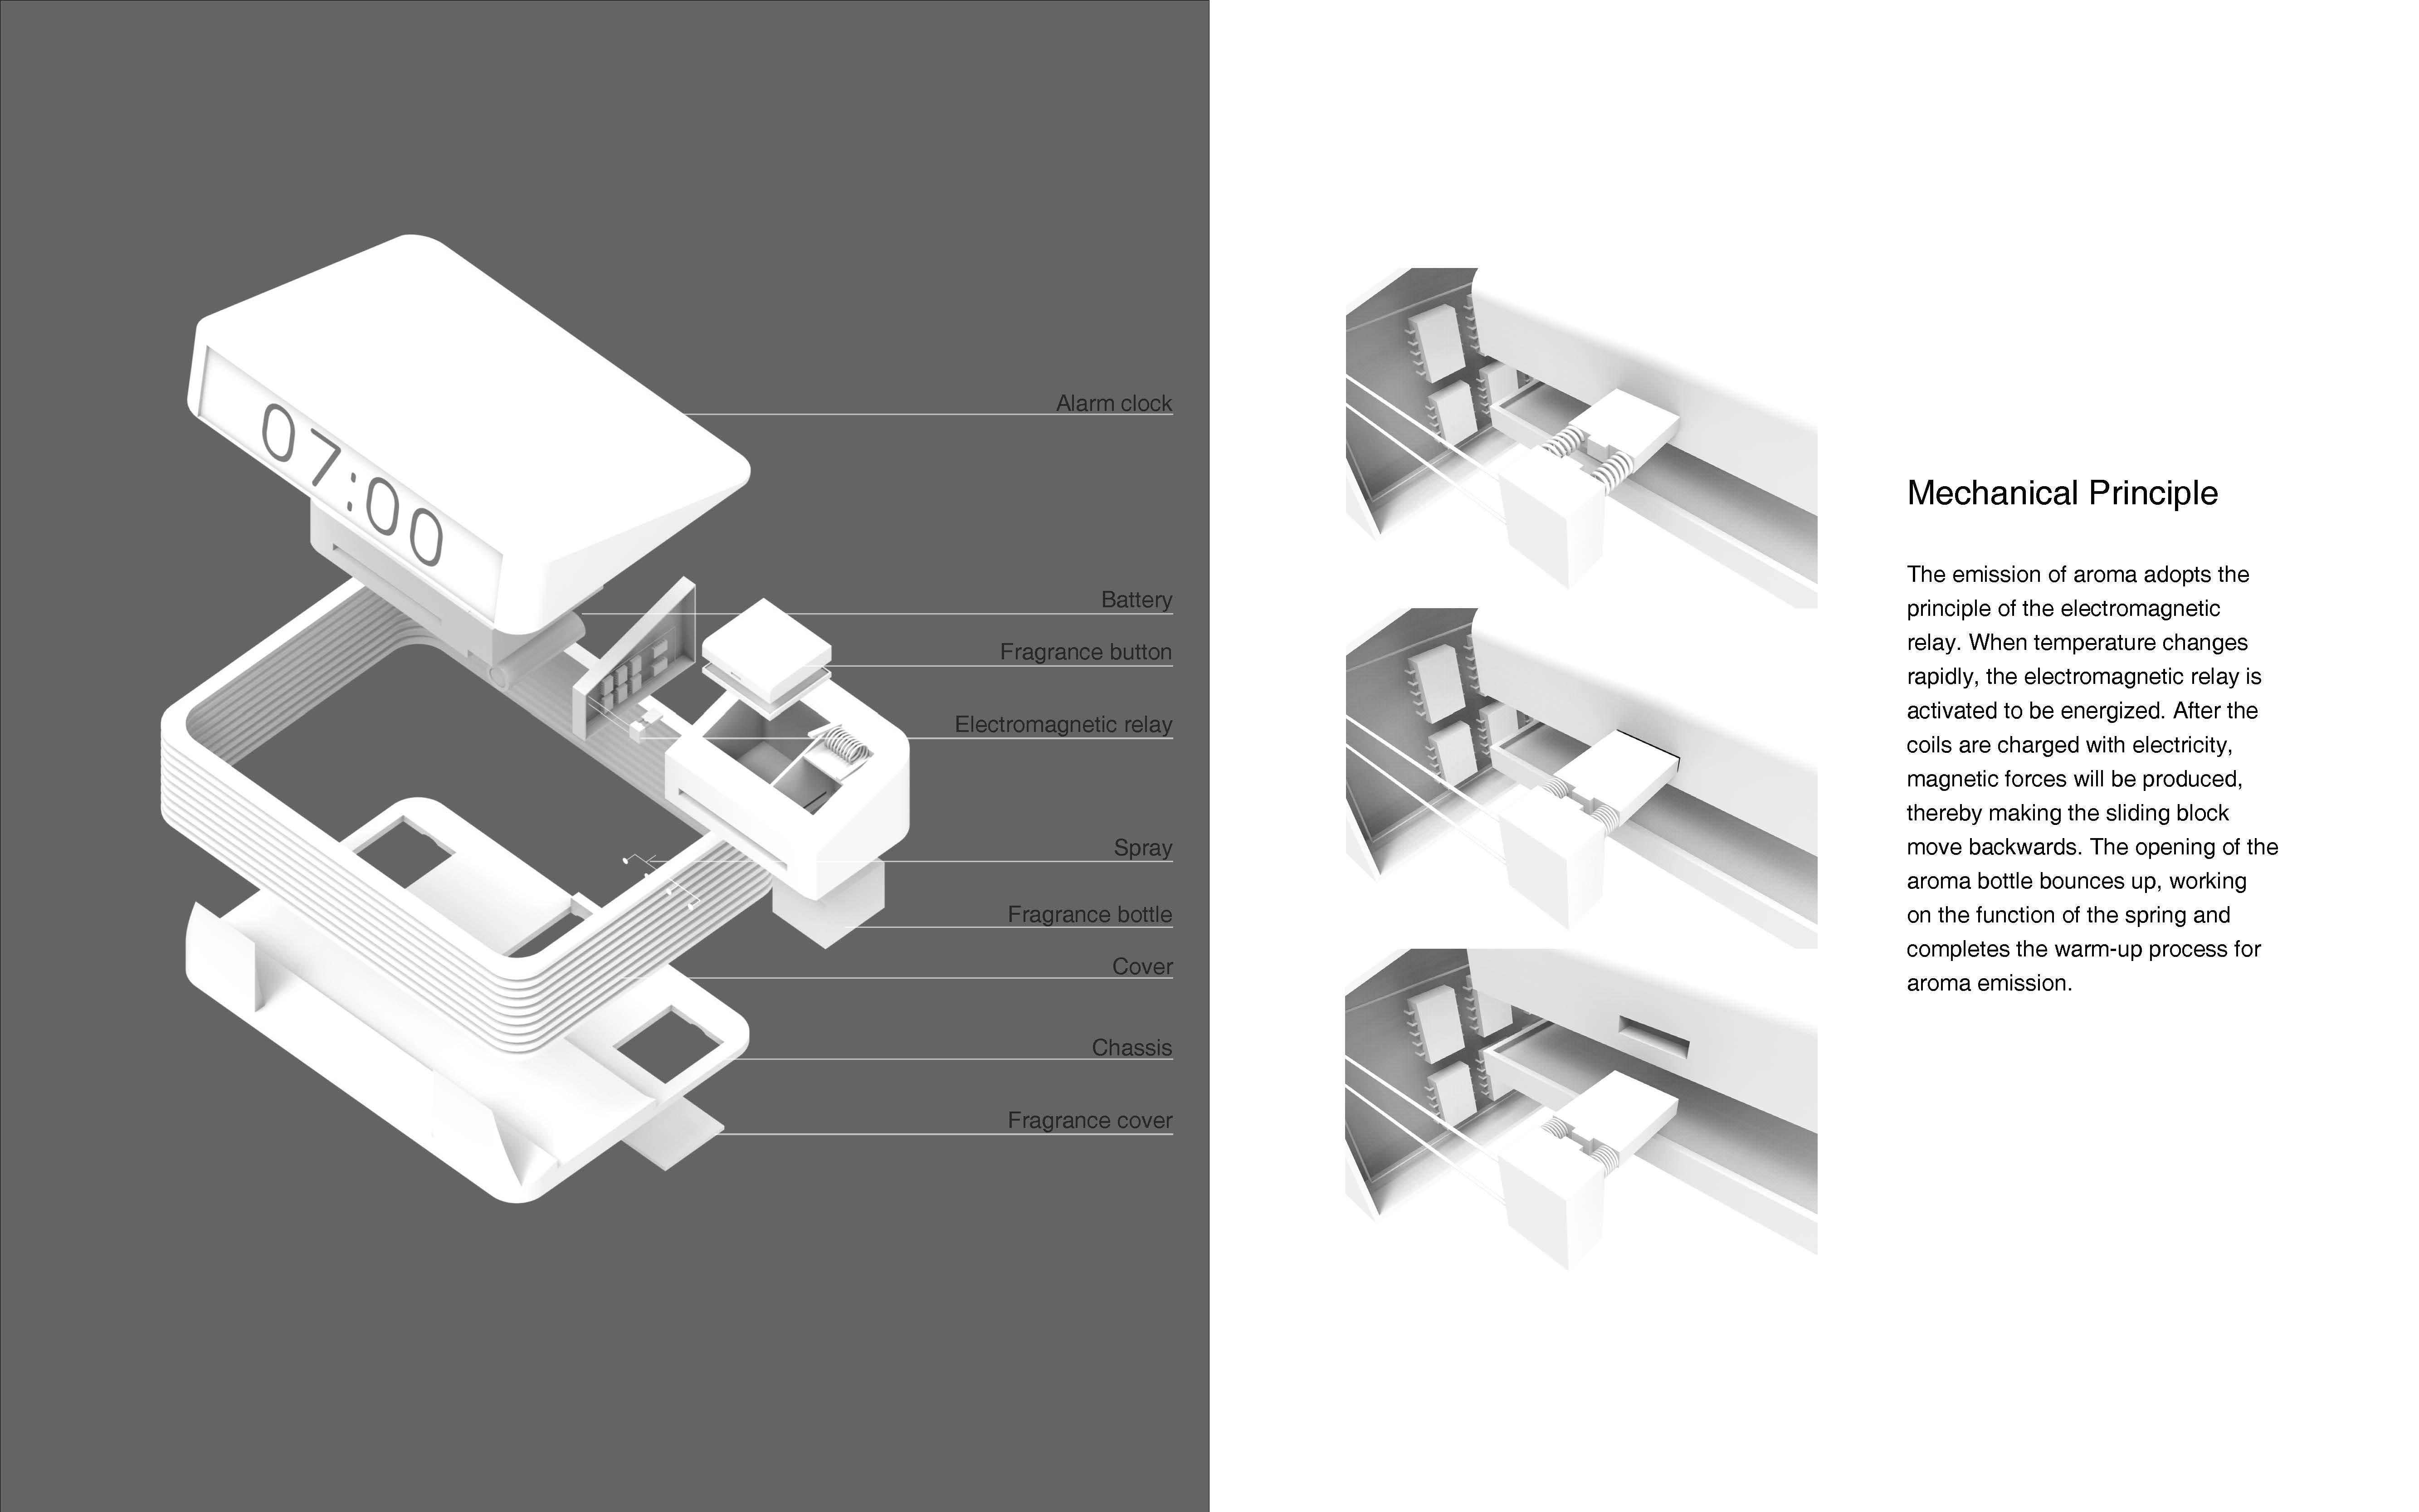 07:00
Alarm clock
Battery
Fragrance button
Electromagnetic relay
Spray
Fragrance bottle
Cover
Chassis
Fragrance cover
Mechanical Principle
The emission of aroma adopts the
principle of the electromagnetic
relay. When temperature changes
rapidly, the electromagnetic relay is
activated to be energized. After the
coils are charged with electricity,
magnetic forces will be produced,
thereby making the sliding block
move backwards. The opening of the
aroma bottle bounces up, working
on the function of the spring and
completes the warm-up process for
aroma emission.